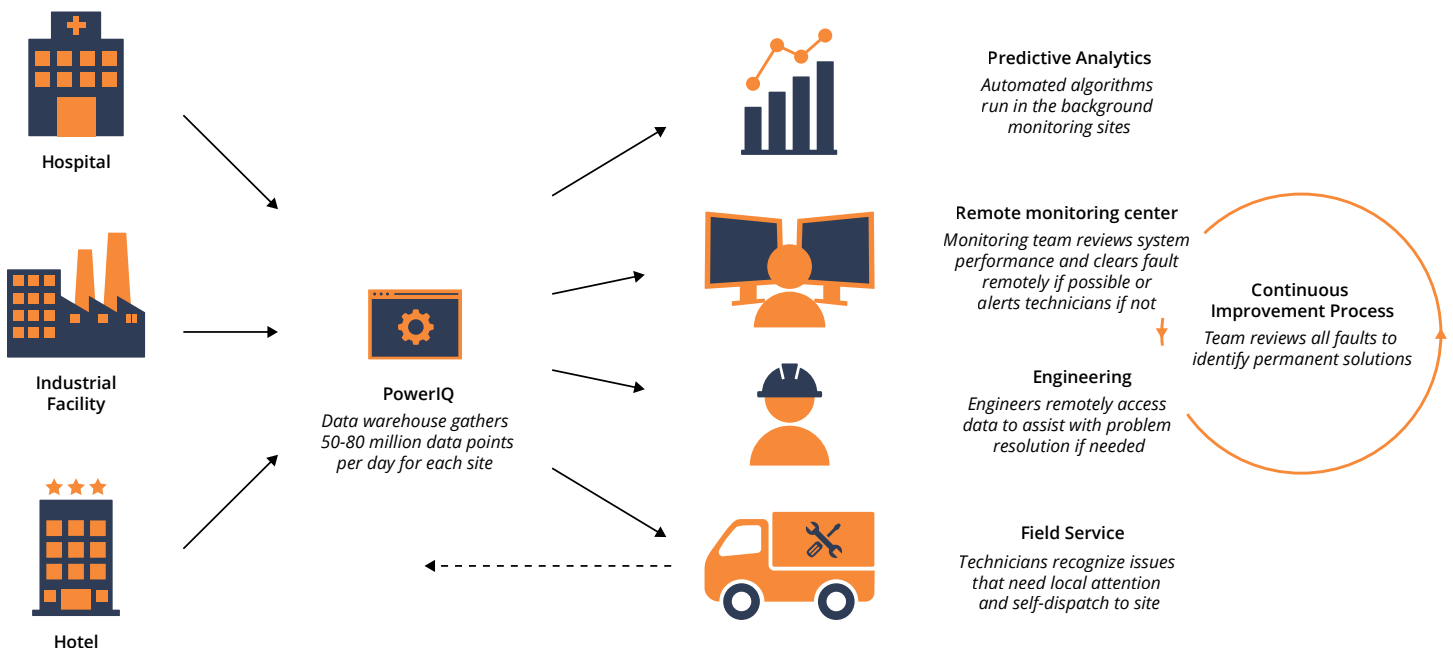 Hospital
Industrial
Facility
Hotel
PowerIQ
Data warehouse gathers
50-80 million data points
per day for each site
Predictive Analytics
Automated algorithms
run in the background
monitoring sites
Remote monitoring center
Monitoring team reviews system
performance and clears fault
remotely if possible or
alerts technicians if not
Engineering
Engineers remotely access
data to assist with problem
resolution if needed
Field Service
Technicians recognize issues
that need local attention
and self-dispatch to site
Continuous
Improvement Process
Team reviews all faults to
identify permanent solutions